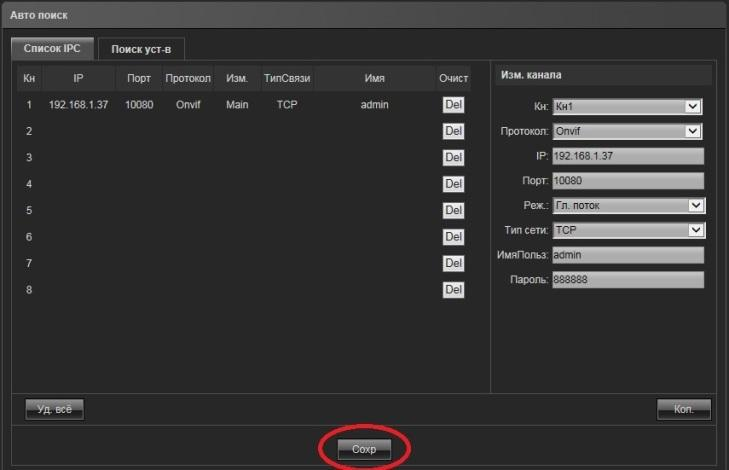 Авто поиск
Список IPC Поиск уст-в
Кн IP Порт Протокол Изм. ТипСвязи Имя Очист
1 192.168.1.37 10080 Onvif Main TCP admin Del
2 Del
3 Del
4 Del
5 Del
6 Del
7 Del
8 Del
Изм. канала
Кн: Кн1
Протокол: Onvif
IP: 192.168.1.37
Порт: 10080
Реж.: Гл. поток
Тип сети: TCP
ИмяПольз: admin
Пароль: 888888
Уд. всё Коп.
Сохр